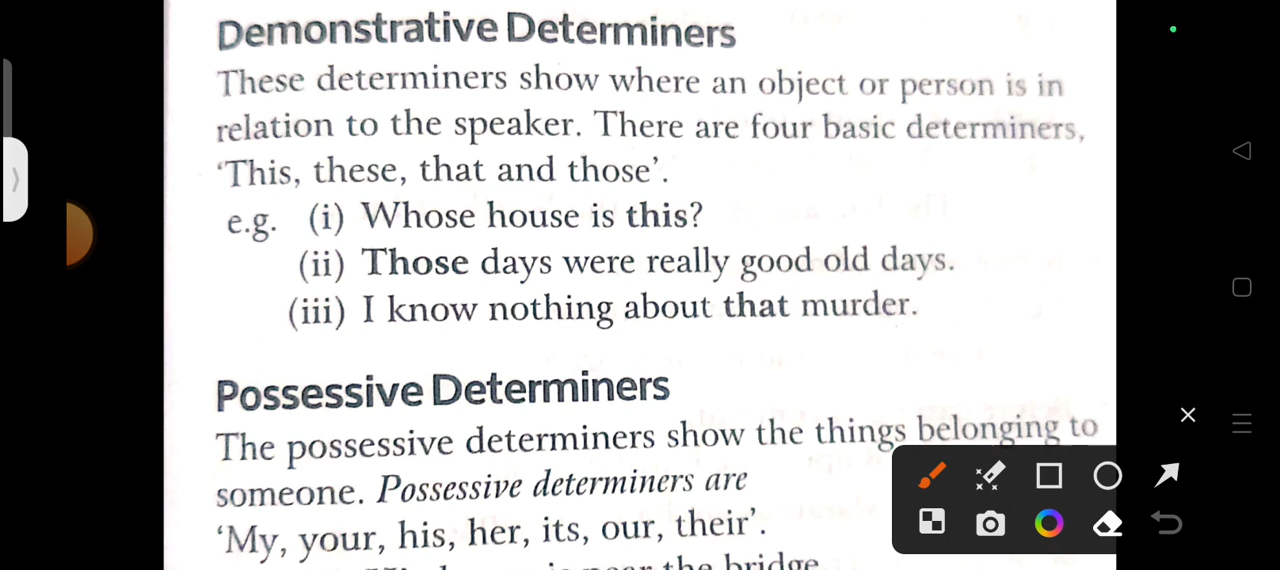 Demonstrative Determiners
These determiners show where an object or person is in
relation to the speaker. There are four basic determiners,
‘This, these, that and those’.
e.g. (i) Whose house is this?
(ii) Those days were really good old days.
(iii) I know nothing about that murder.
Possessive Determiners
The possessive determiners show the things belonging to
someone. Possessive determiners are
‘My, your, his, her, its, our, their’.
near the bridge